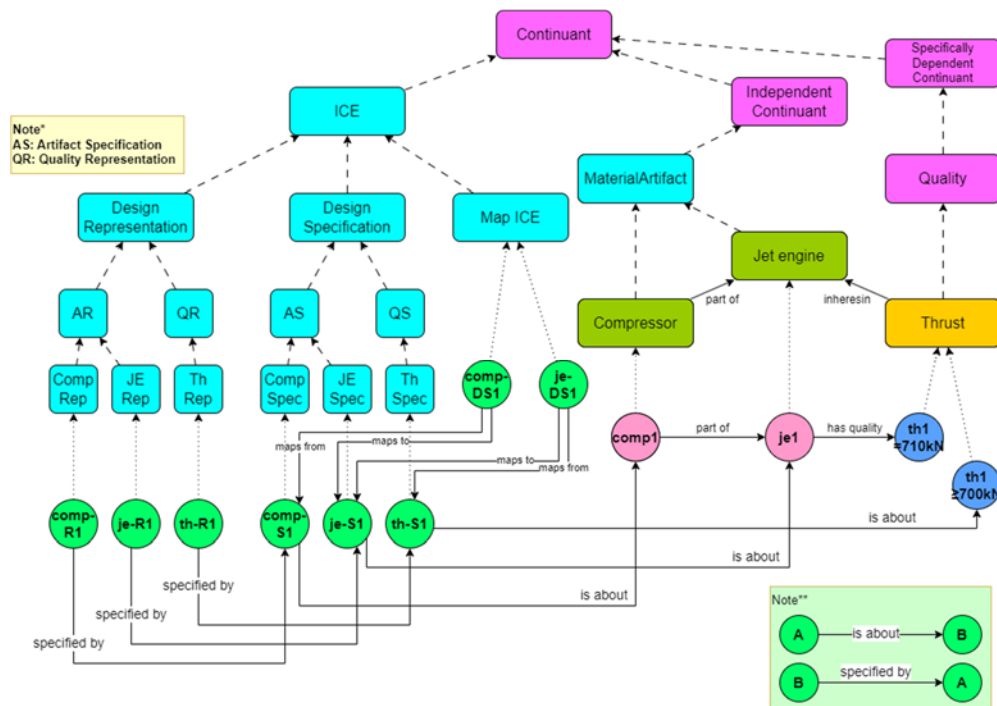 Continuant
Specifically
Dependent
Continuant
ICE
Independent
Continuant
Note*
AS: Artifact Specification
QR: Quality Representation
MaterialArtifact
Quality
Design
Representation
Design
Specification
Map ICE
Jet engine
part of
inheresin
AR
QR
AS
QS
Compressor
Thrust
Comp
Rep
JE
Rep
Th
Rep
Comp
Spec
JE
Spec
Th
Spec
comp-
DS1
je-
DS1
maps from
maps to
maps to
maps from
comp1
part of
je1
has quality
th1
=710kN
th1
≥700kN
comp-
R1
je-R1
th-R1
comp-
S1
je-S1
th-S1
is about
is about
is about
specified by
specified by
specified by
Note**
A
is about
B
B
specified by
A